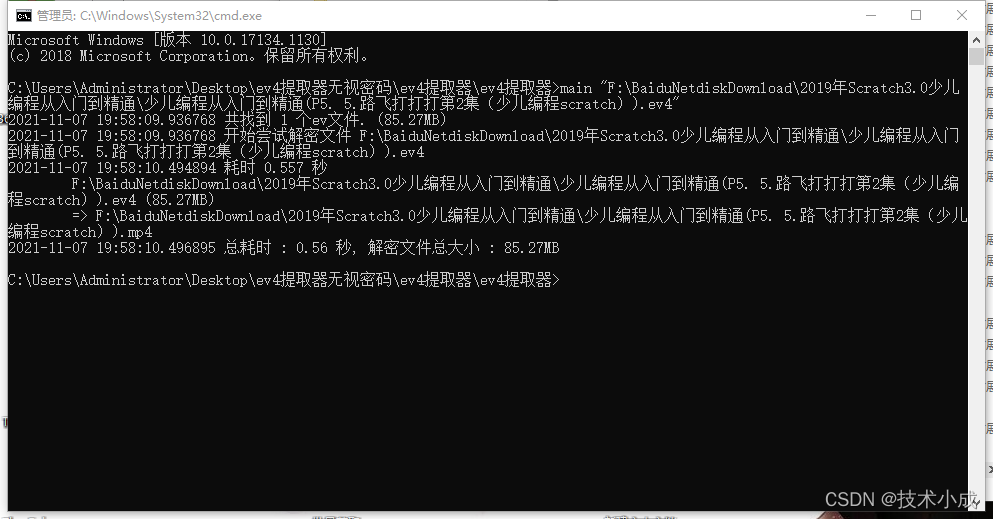 管理员: C:\Windows\System32\cmd.exe
Microsoft Windows [版本 10.0.17134.1130]
(c) 2018 Microsoft Corporation。保留所有权利。
C:\Users\Administrator\Desktop\ev4提取器无视密码\ev4提取器\ev4提取器>main "F:\BaiduNetdiskDownload\2019年Scratch3.0少儿
编程从入门到精通\少儿编程从入门到精通(P5. 5.路飞打打打第2集（少儿编程scratch）).ev4"
2021-11-07 19:58:09.936768 共找到 1 个ev文件. (85.27MB)
2021-11-07 19:58:09.936768 开始尝试解密文件 F:\BaiduNetdiskDownload\2019年Scratch3.0少儿编程从入门到精通\少儿编程从入门
到精通(P5. 5.路飞打打打第2集（少儿编程scratch）).ev4
2021-11-07 19:58:10.494894 耗时 0.557 秒
F:\BaiduNetdiskDownload\2019年Scratch3.0少儿编程从入门到精通\少儿编程从入门到精通(P5. 5.路飞打打打第2集（少儿编
程scratch）).ev4 (85.27MB)
=> F:\BaiduNetdiskDownload\2019年Scratch3.0少儿编程从入门到精通\少儿编程从入门到精通(P5. 5.路飞打打打第2集（少儿
编程scratch）).mp4
2021-11-07 19:58:10.496895 总耗时 : 0.56 秒, 解密文件总大小 : 85.27MB
C:\Users\Administrator\Desktop\ev4提取器无视密码\ev4提取器\ev4提取器>
CSDN @技术小成